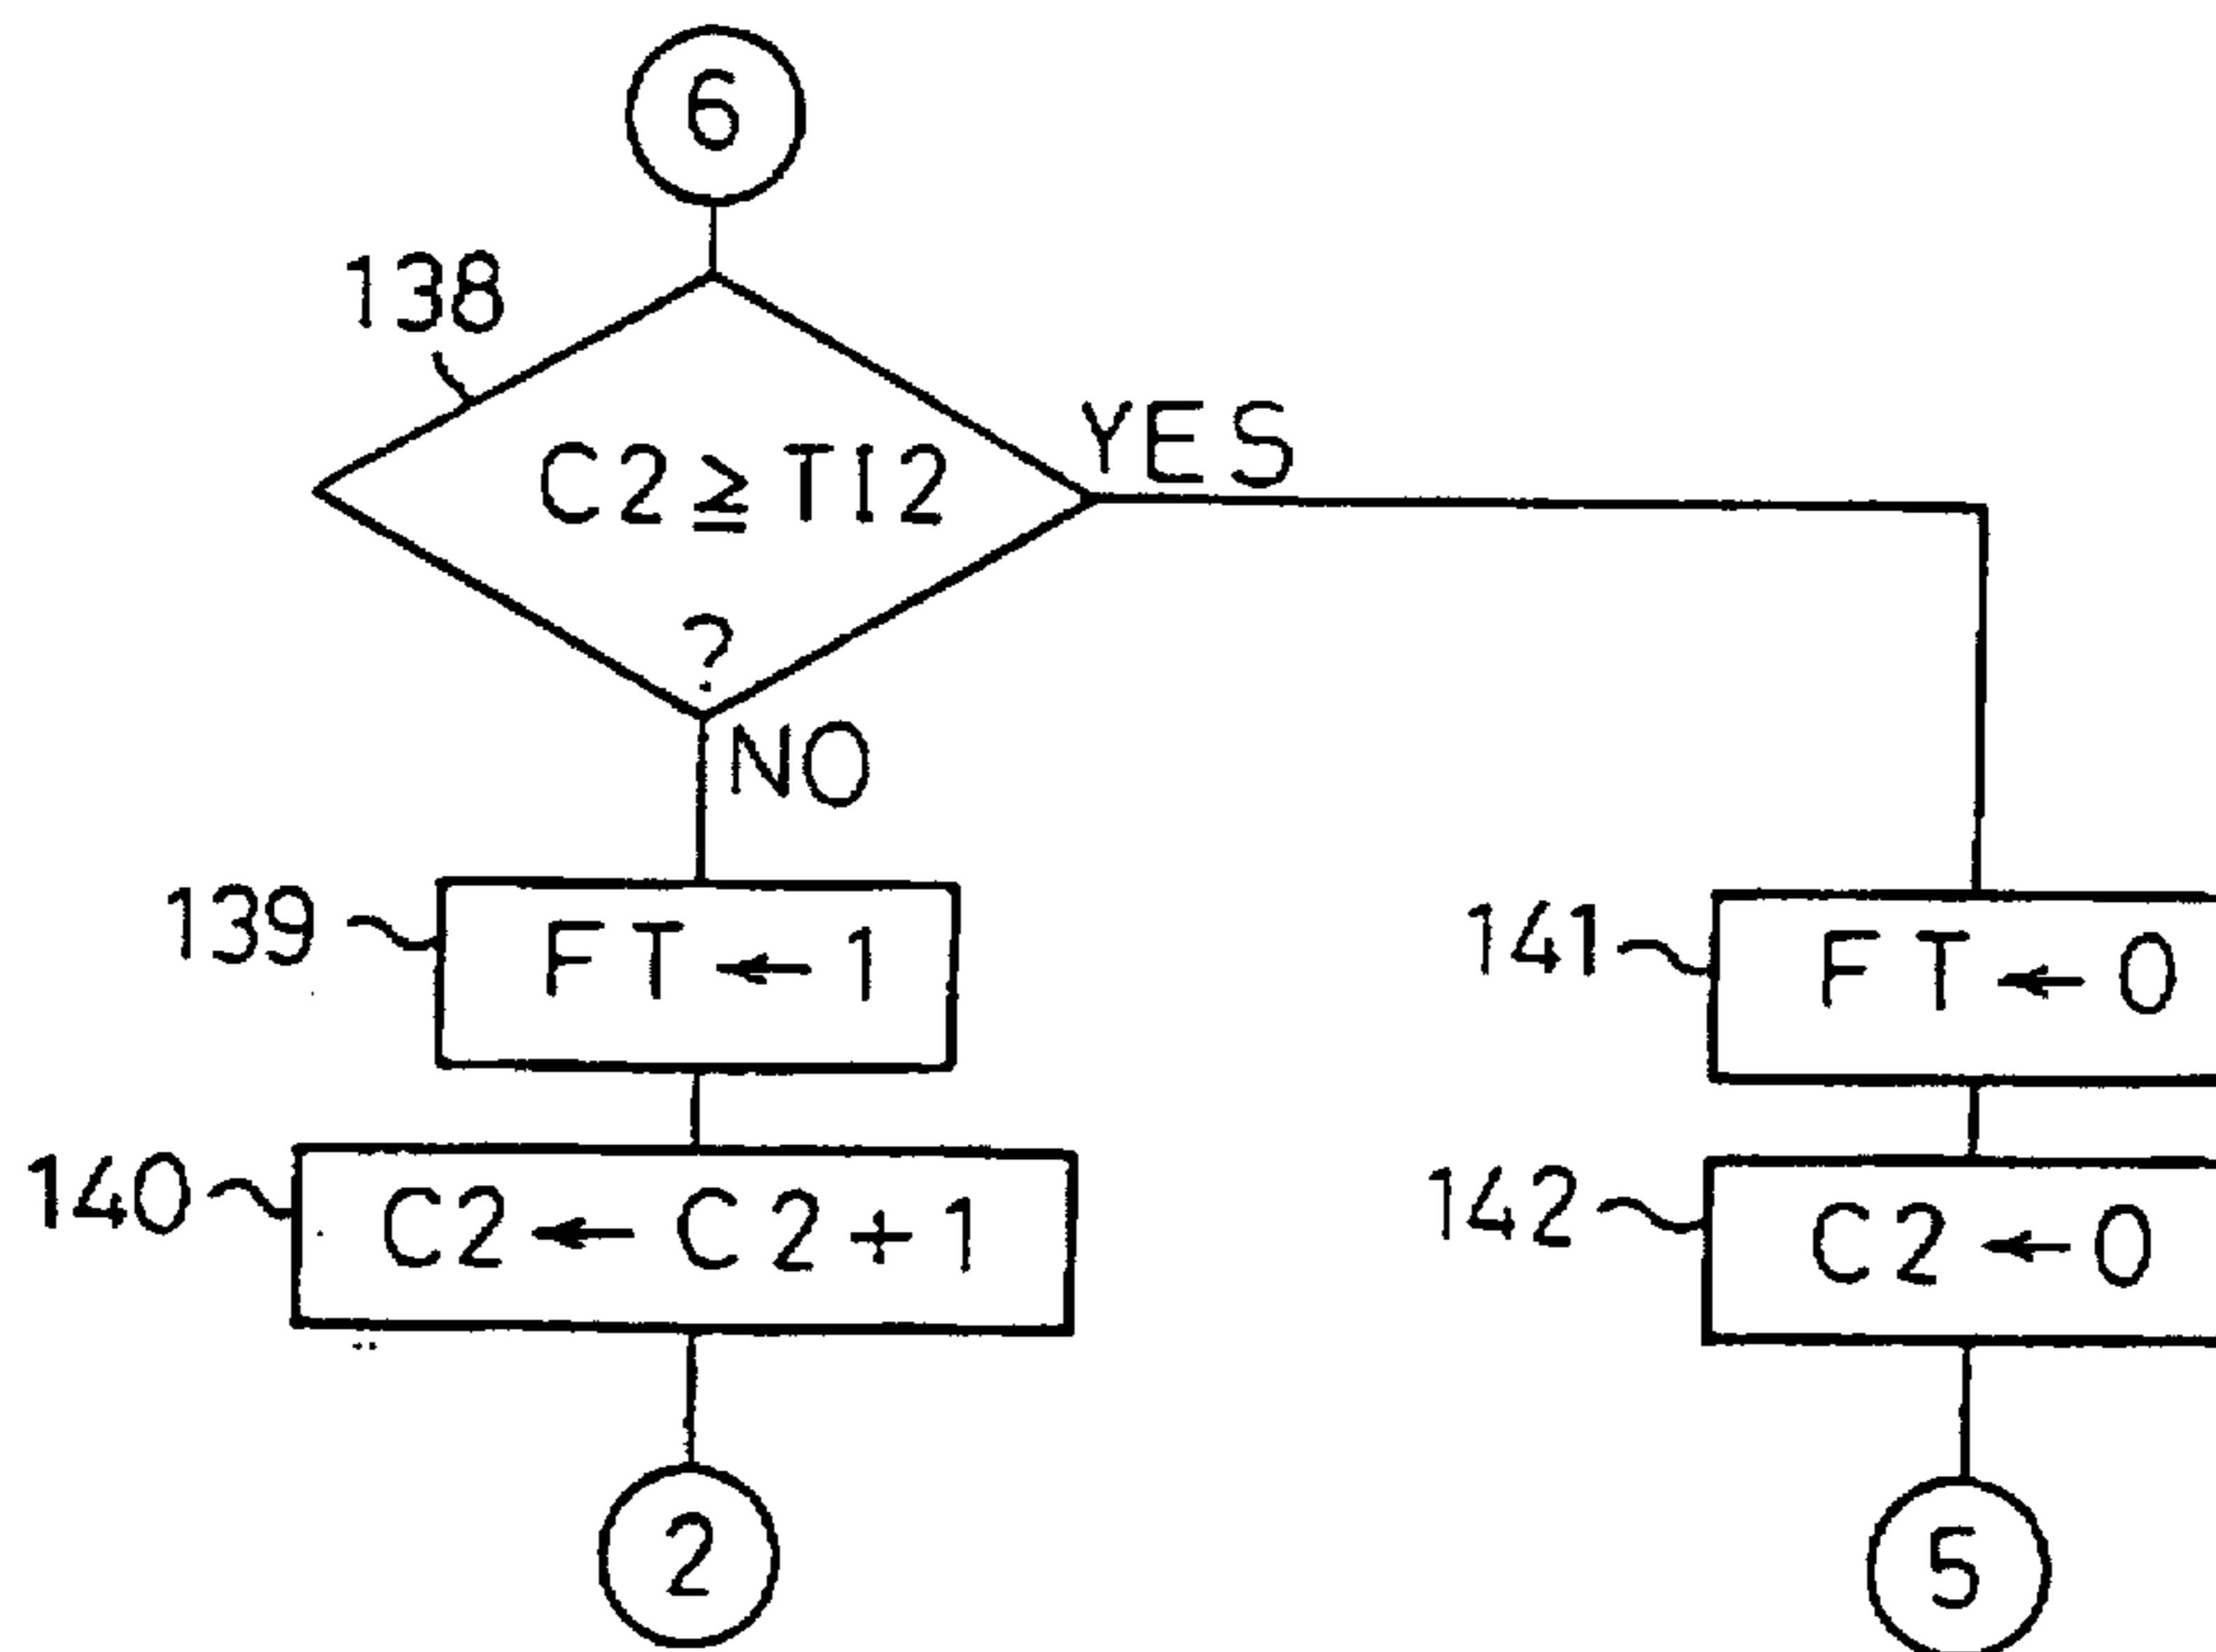 6
138
C2≧TI2
?
YES
NO
139
FT←1
141
FT←0
140
C2←C2+1
142
C2←0
2
5